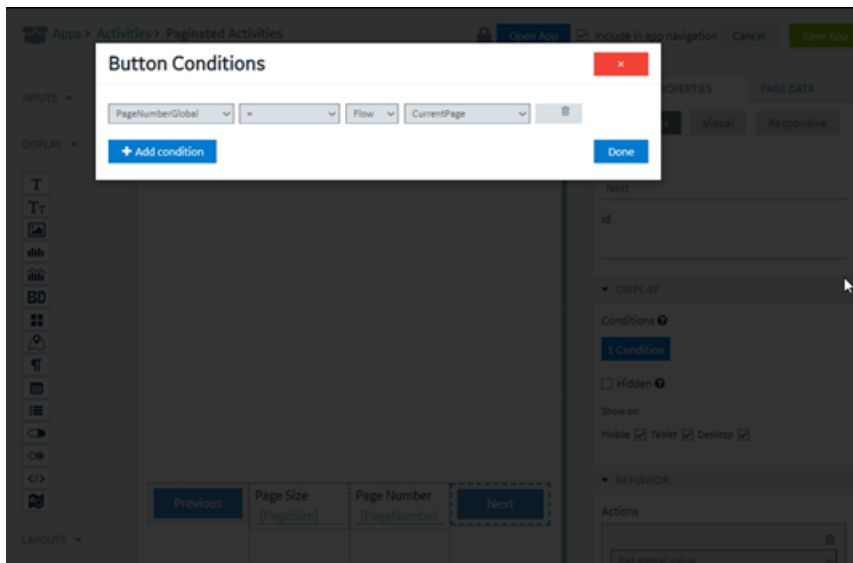 Apps > Activities > Paginated Activities
Open App
Include in app navigation
Cancel
Save App
Button Conditions
×
PageNumberGlobal = Flow CurrentPage
+ Add condition
Done
INPUTS
DISPLAY
T
TT
BD
¶
</>
LAYOUTS
PAGE DATA
Visual
Responsive
Next
Id
DISPLAY
Conditions
1 Condition
Hidden
Show on:
Mobile Tablet Desktop
BEHAVIOR
Actions
Set global value
Previous
Page Size
[PageSize]
Page Number
[PageNumber
Next